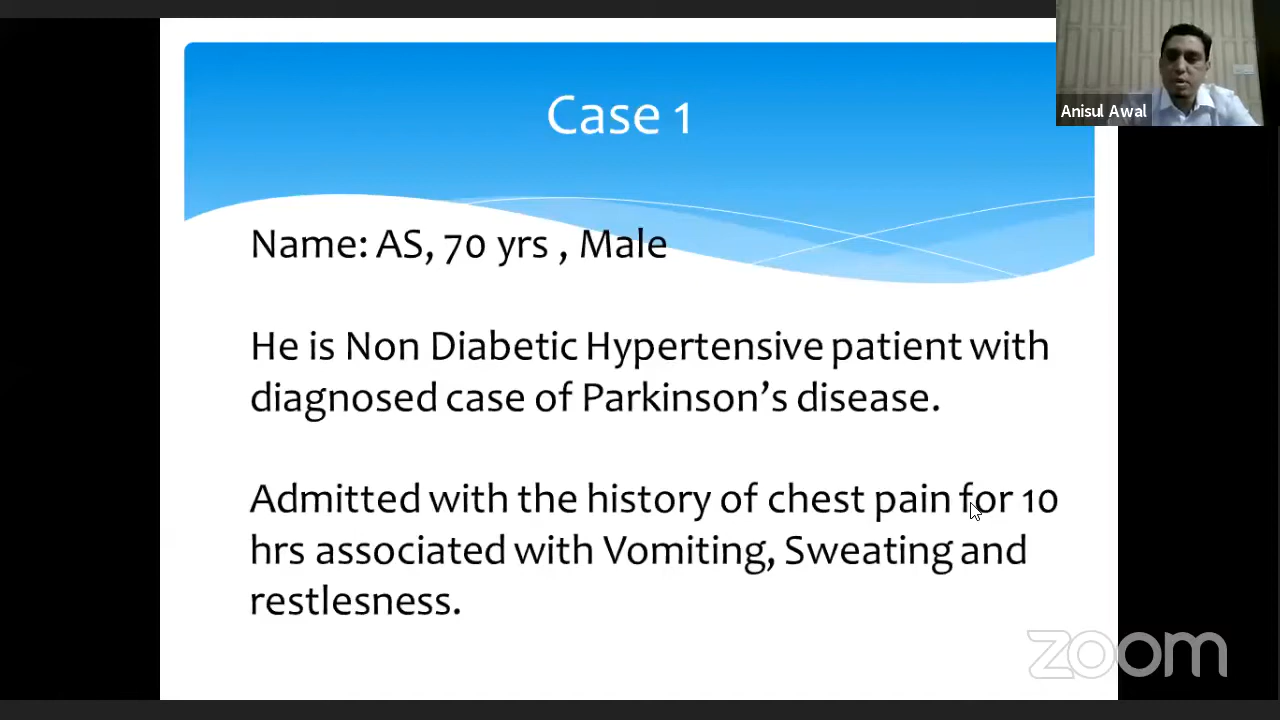 Case 1
Anisul Awal
Name: AS, 70 yrs , Male
He is Non Diabetic Hypertensive patient with
diagnosed case of Parkinson's disease.
Admitted with the history of chest pain for 10
hrs associated with Vomiting, Sweating and
restlesness.
zoom